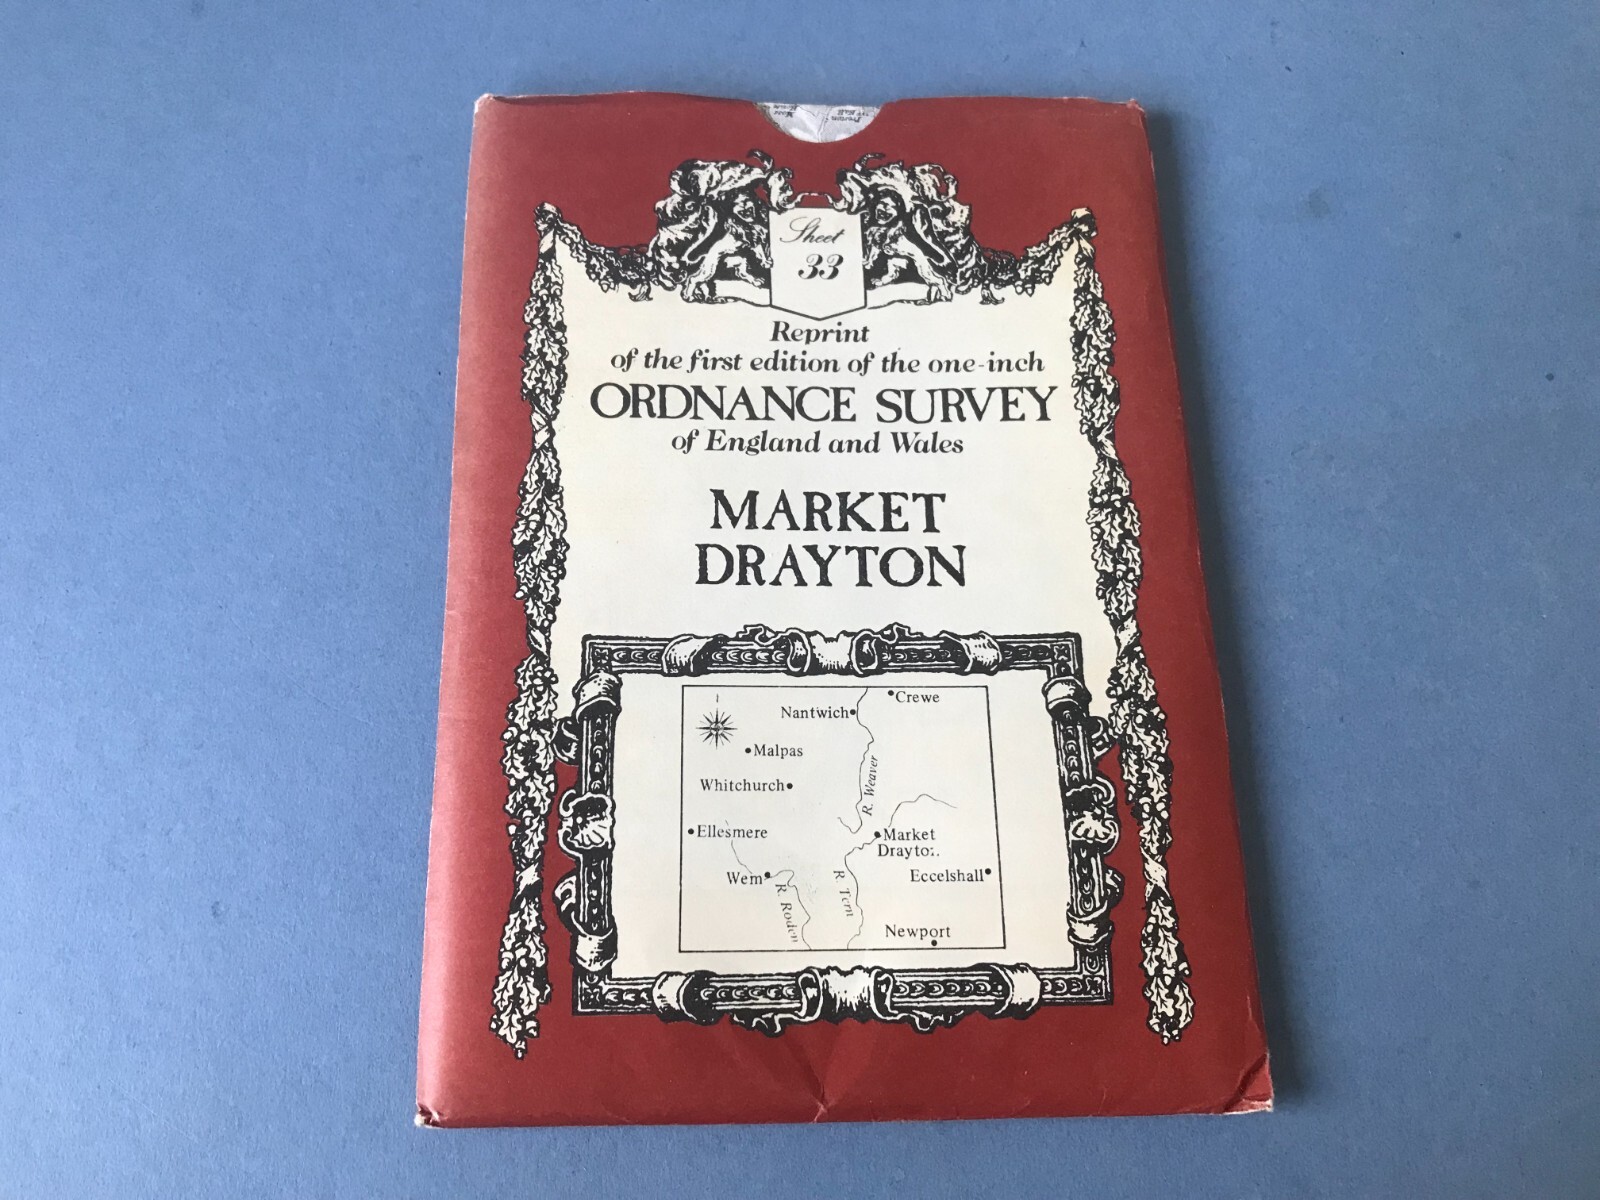 Sheet
33
Reprint
of the first edition of the one-inch
ORDNANCE SURVEY
of England and Wales
MARKET
DRAYTON
Crewe
Nantwich
Malpas
R. Weaver
Whitchurch
Ellesmere
Market
Drayto:.
Wem
R. Roden
R. Tern
Eccelshall
Newport